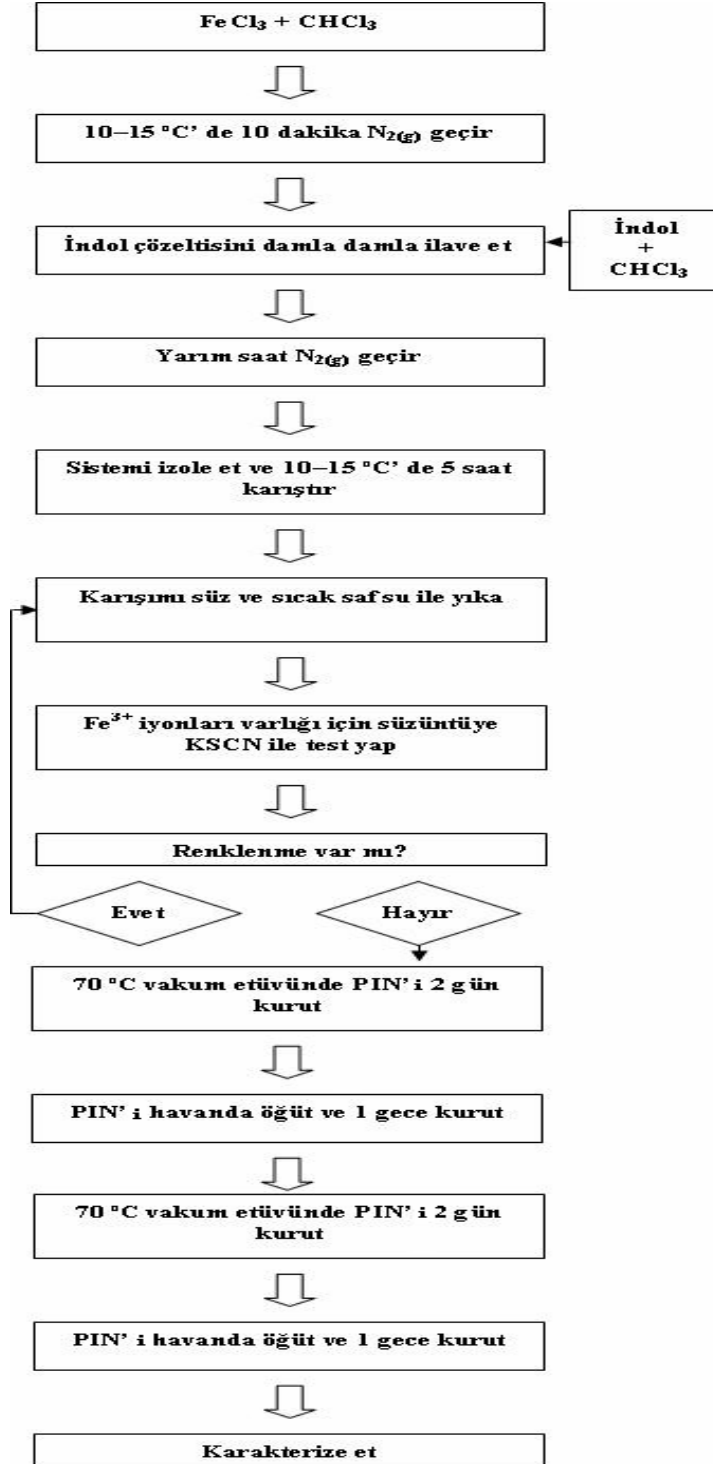 FeCl₃ + CHCl₃
10–15 °C' de 10 dakika N₂₍g₎ geçir
İndol çözeltisini damla damla ilave et
İndol
+
CHCl₃
Yarım saat N₂₍g₎ geçir
Sistemi izole et ve 10–15 °C' de 5 saat
karıştır
Karışımı süz ve sıcak saf su ile yıka
Fe³⁺ iyonları varlığı için süzüntüye
KSCN ile test yap
Renklenme var mı?
Evet
Hayır
70 °C vakum etüvünde PIN' i 2 gün
kurut
PIN' i havanda öğüt ve 1 gece kurut
70 °C vakum etüvünde PIN' i 2 gün
kurut
PIN' i havanda öğüt ve 1 gece kurut
Karakterize et